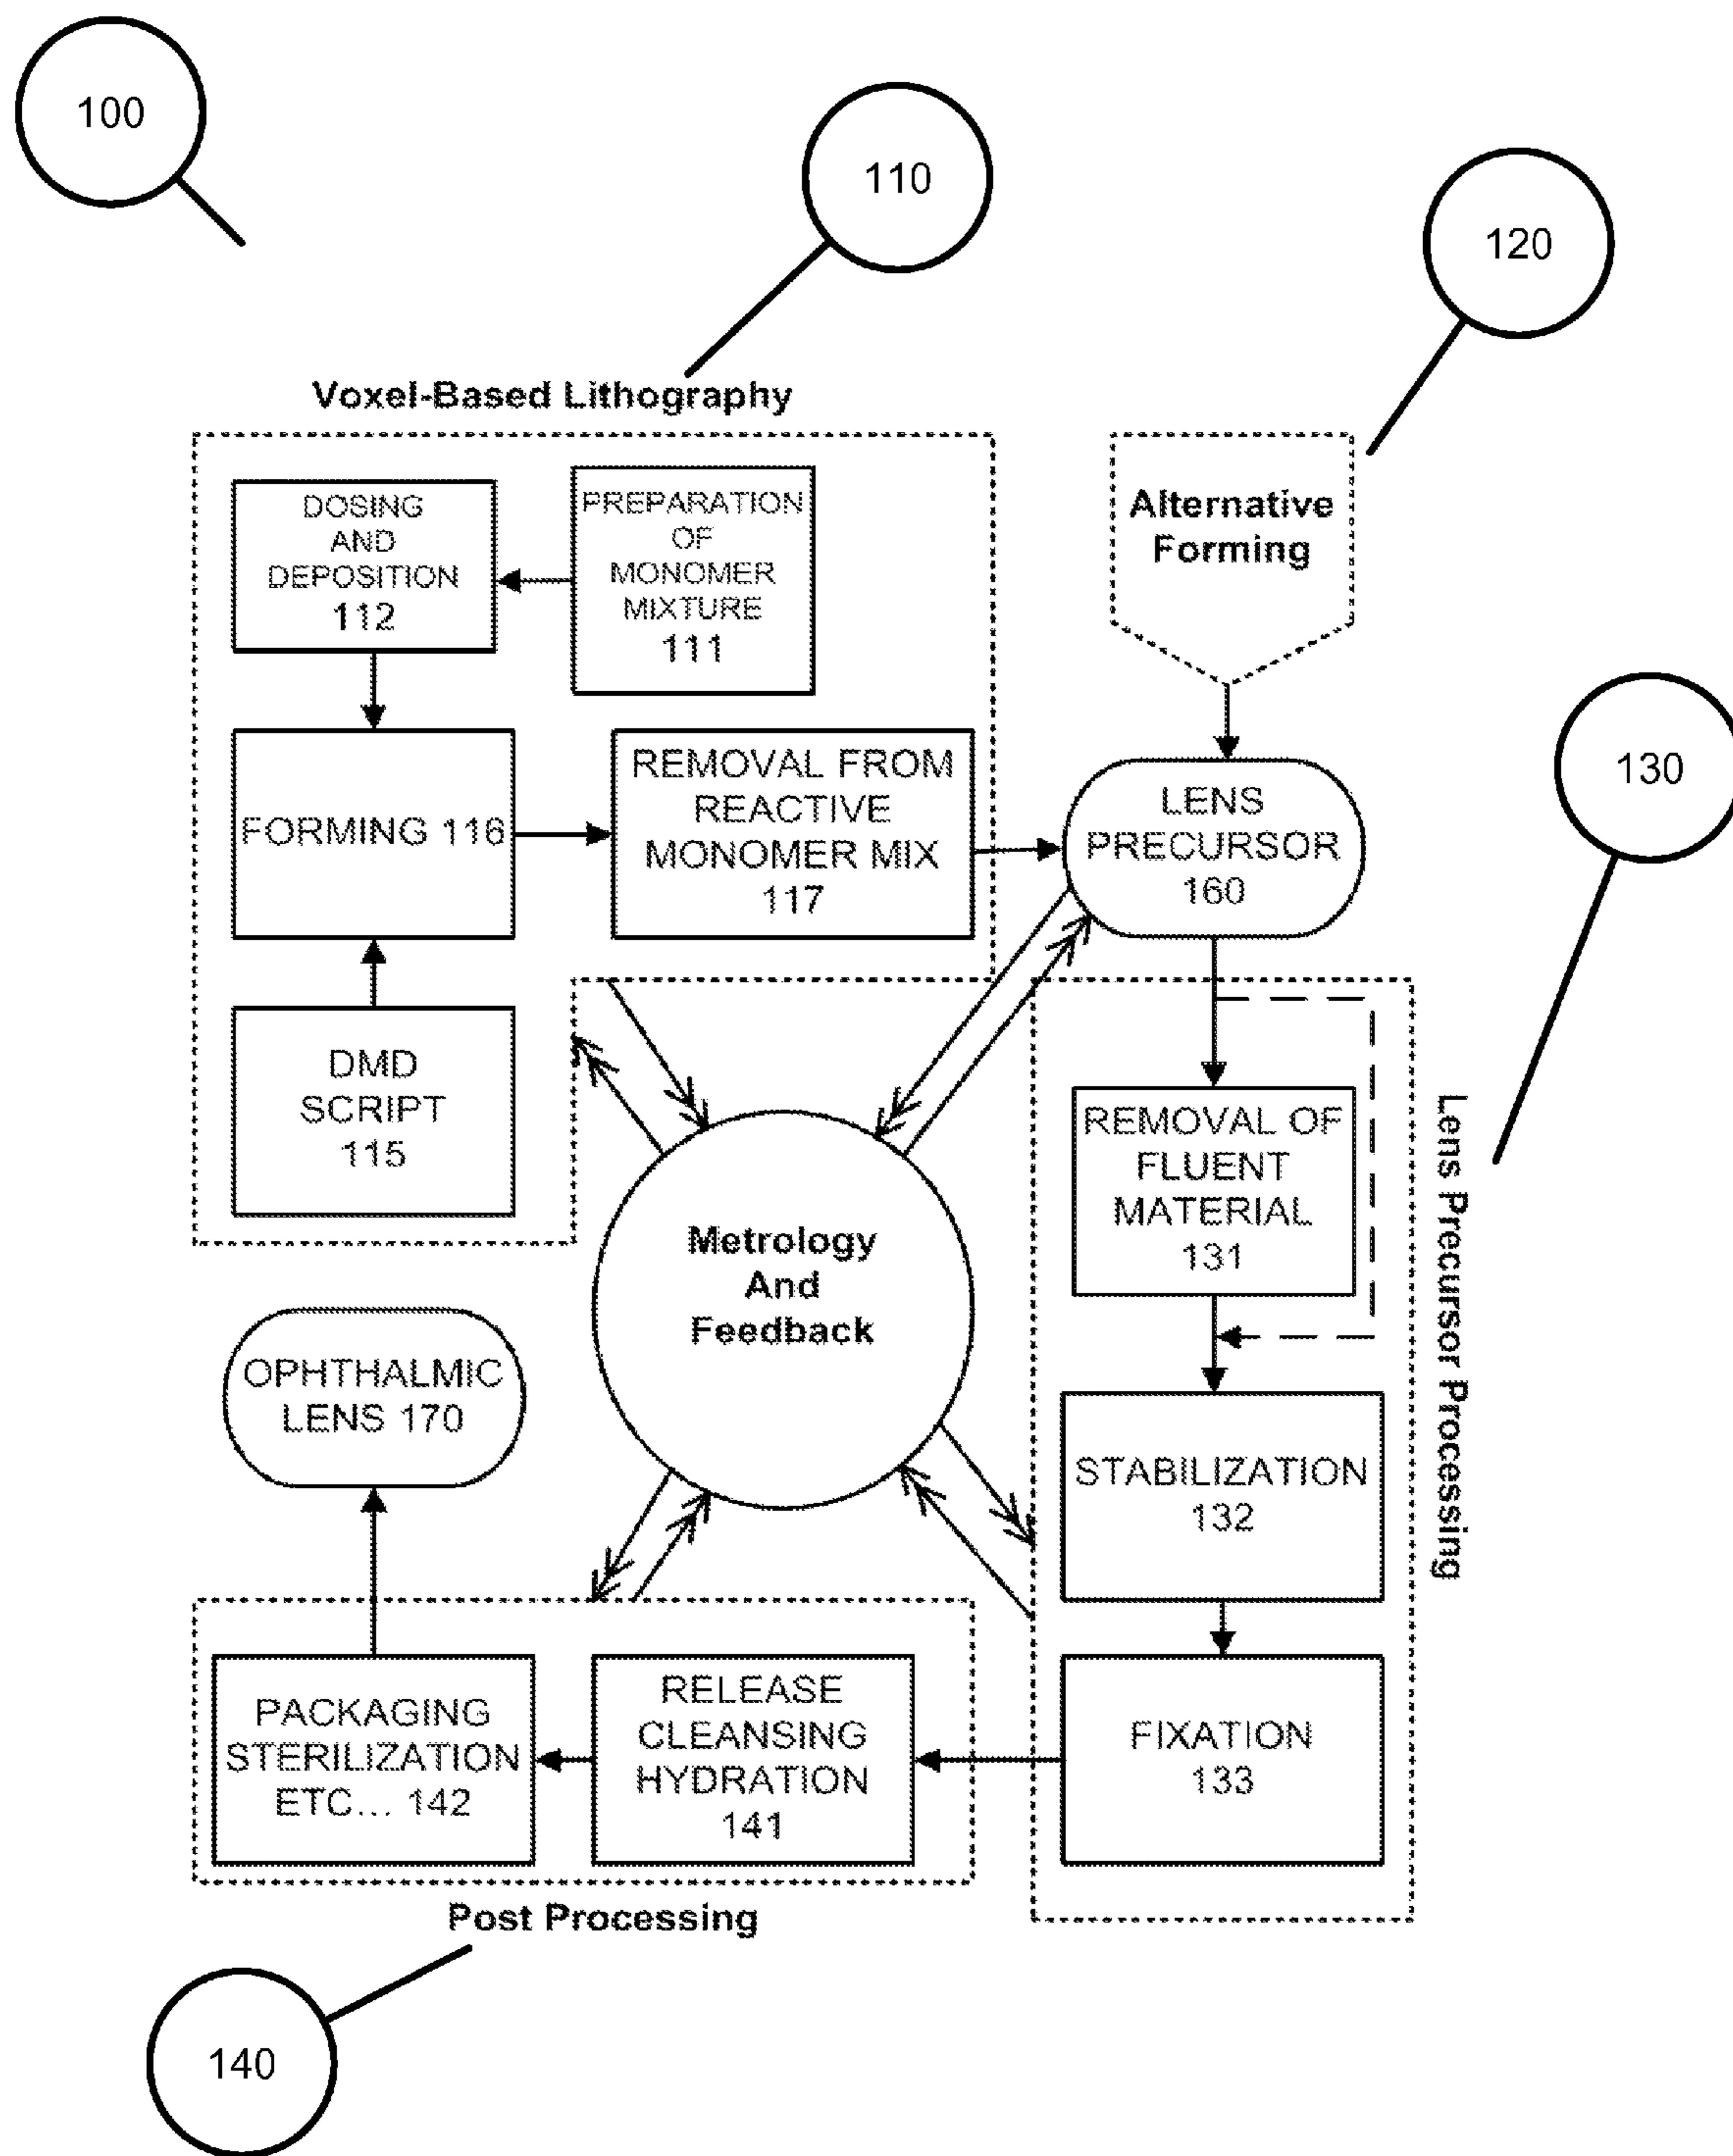 100
110
120
Voxel-Based Lithography
DOSING
AND
DEPOSITION
112
PREPARATION
OF
MONOMER
MIXTURE
111
Alternative
Forming
FORMING 116
REMOVAL FROM
REACTIVE
MONOMER MIX
117
LENS
PRECURSOR
160
130
DMD
SCRIPT
115
Metrology
And
Feedback
REMOVAL OF
FLUENT
MATERIAL
131
Lens Precursor Processing
OPHTHALMIC
LENS 170
STABILIZATION
132
PACKAGING
STERILIZATION
ETC... 142
RELEASE
CLEANSING
HYDRATION
141
FIXATION
133
Post Processing
140